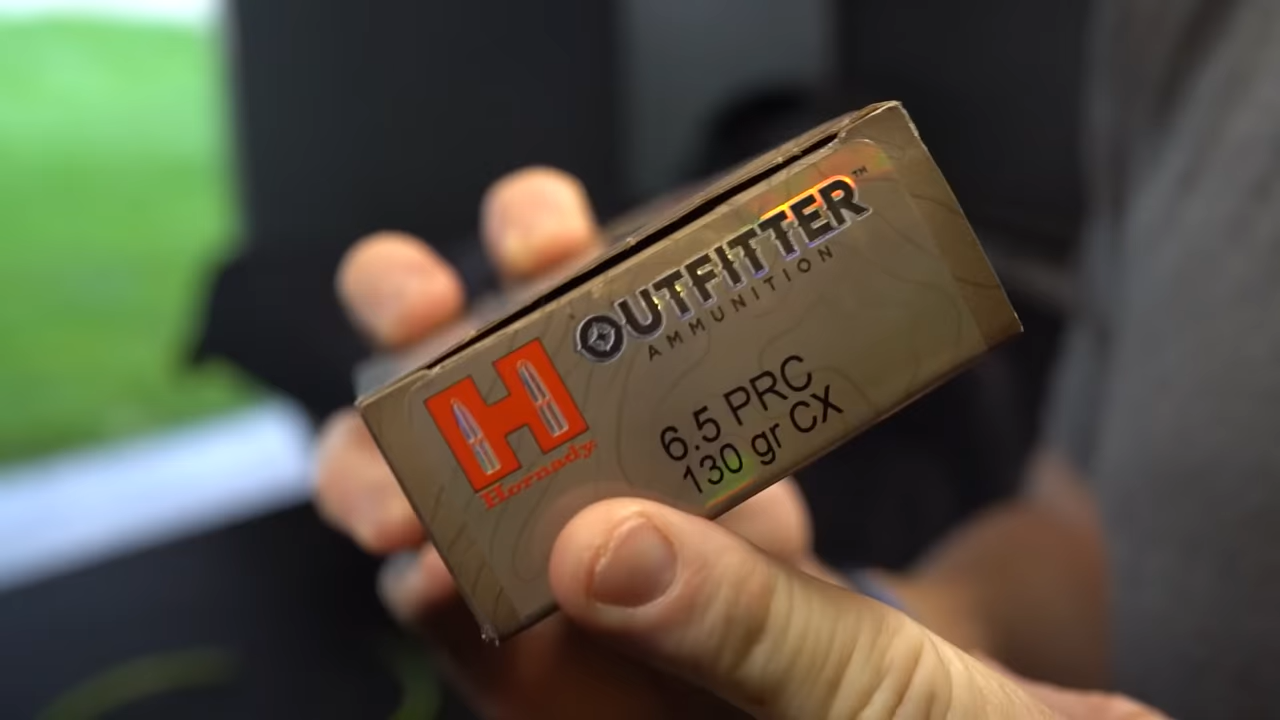 OUTFITTER™
AMMUNITION
H
Hornady
6.5 PRC
130 gr CX